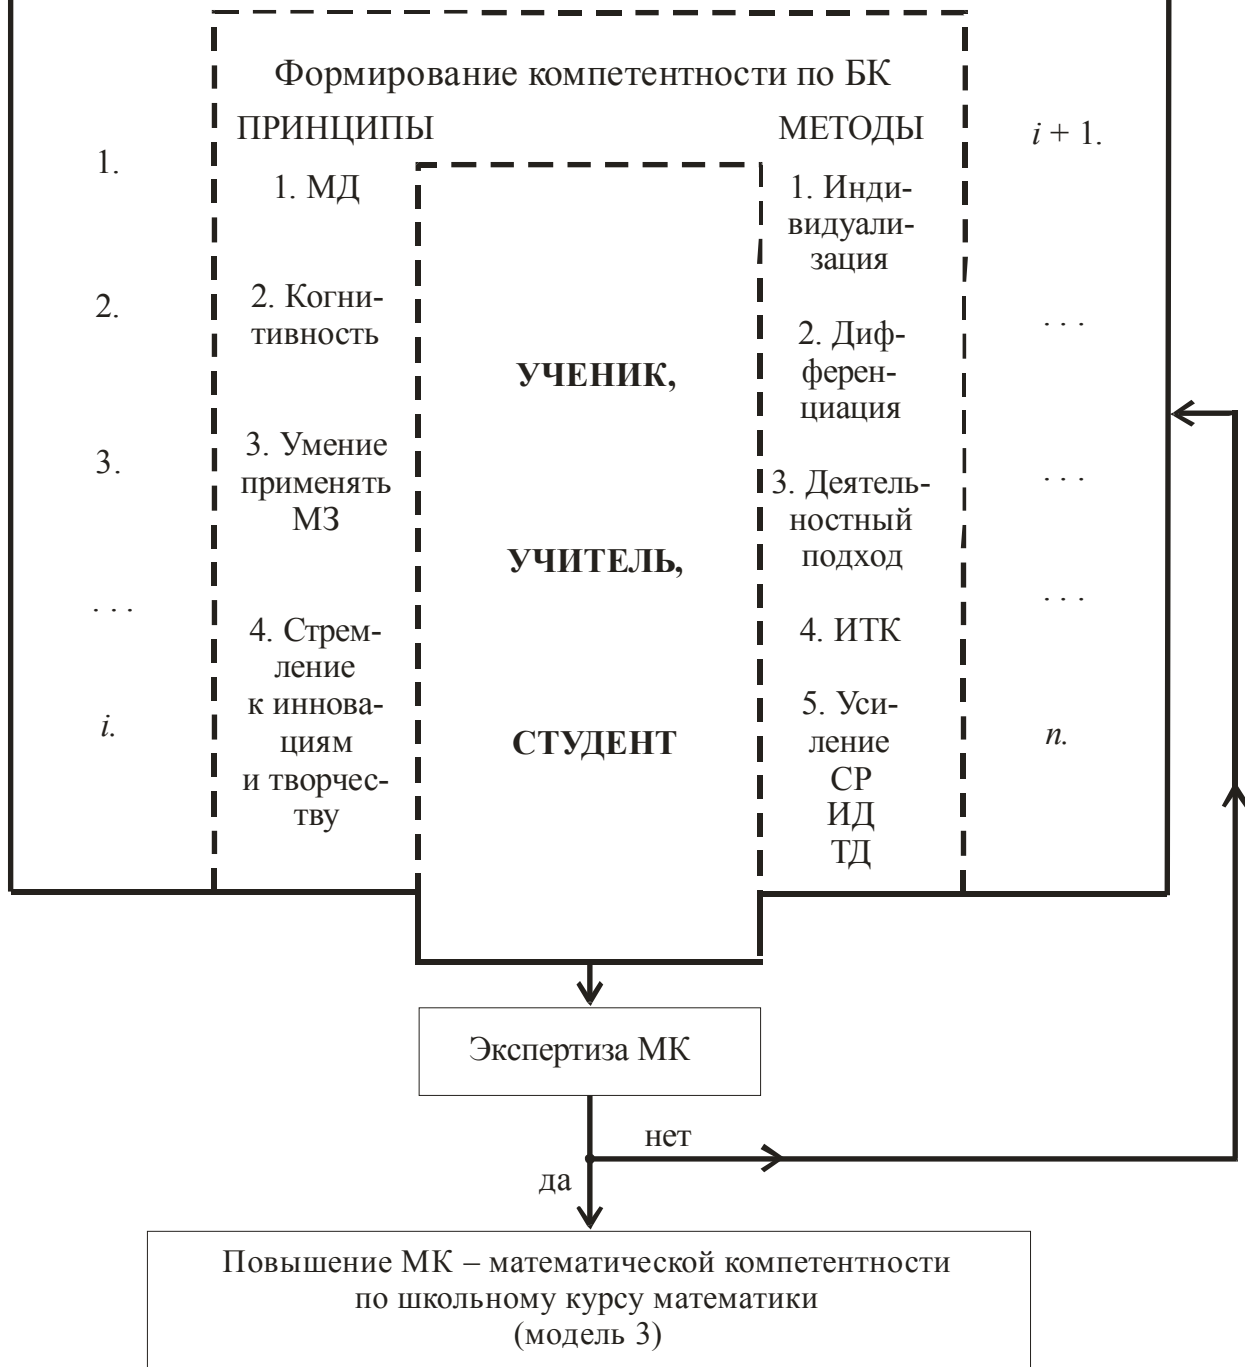 Формирование компетентности по БК
ПРИНЦИПЫ
МЕТОДЫ
1.
2.
3.
. . .
i.
1. МД
2. Когни-
тивность
3. Умение
применять
МЗ
4. Стрем-
ление
к иннова-
циям
и творчес-
тву
УЧЕНИК,
УЧИТЕЛЬ,
СТУДЕНТ
1. Инди-
видуали-
зация
2. Диф-
ферен-
циация
3. Деятель-
ностный
подход
4. ИТК
5. Уси-
ление
СР
ИД
ТД
i + 1.
. . .
. . .
. . .
n.
Экспертиза МК
нет
да
Повышение МК – математической компетентности
по школьному курсу математики
(модель 3)